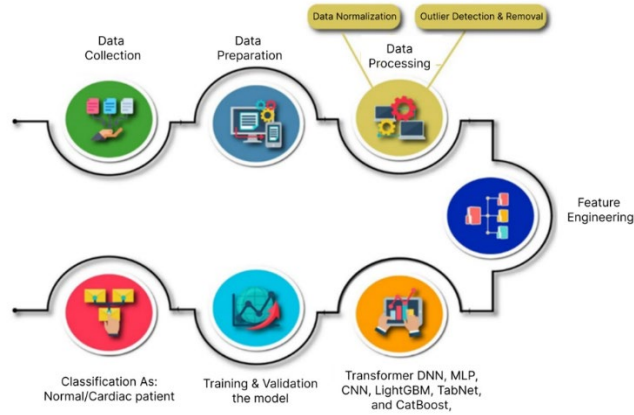 Data Normalization
Outlier Detection & Removal
Data
Collection
Data
Preparation
Data
Processing
Feature
Engineering
Classification As:
Normal/Cardiac patient
Training & Validation
the model
Transformer DNN, MLP,
CNN, LightGBM, TabNet,
and CatBoost,